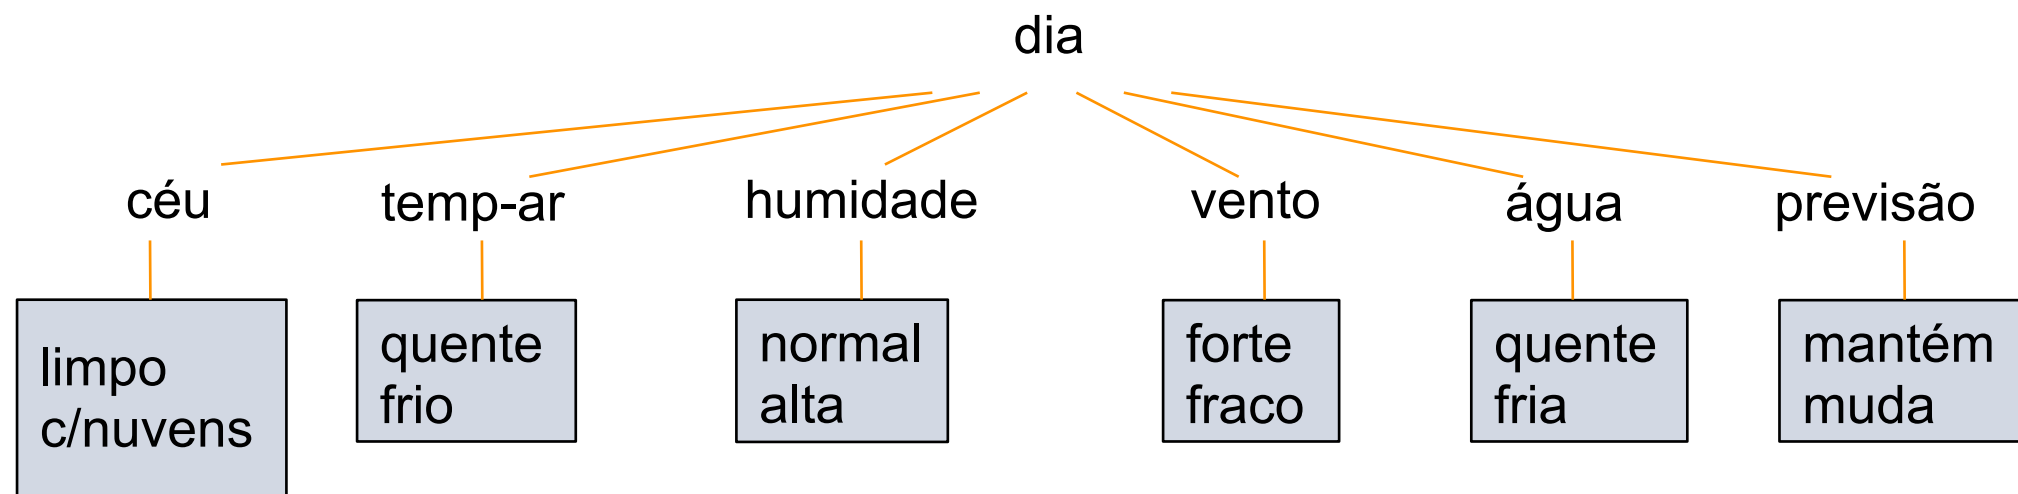 dia
céu temp-ar humidade vento água previsão
limpo
c/nuvens
quente
frio
normal
alta
forte
fraco
quente
fria
mantém
muda